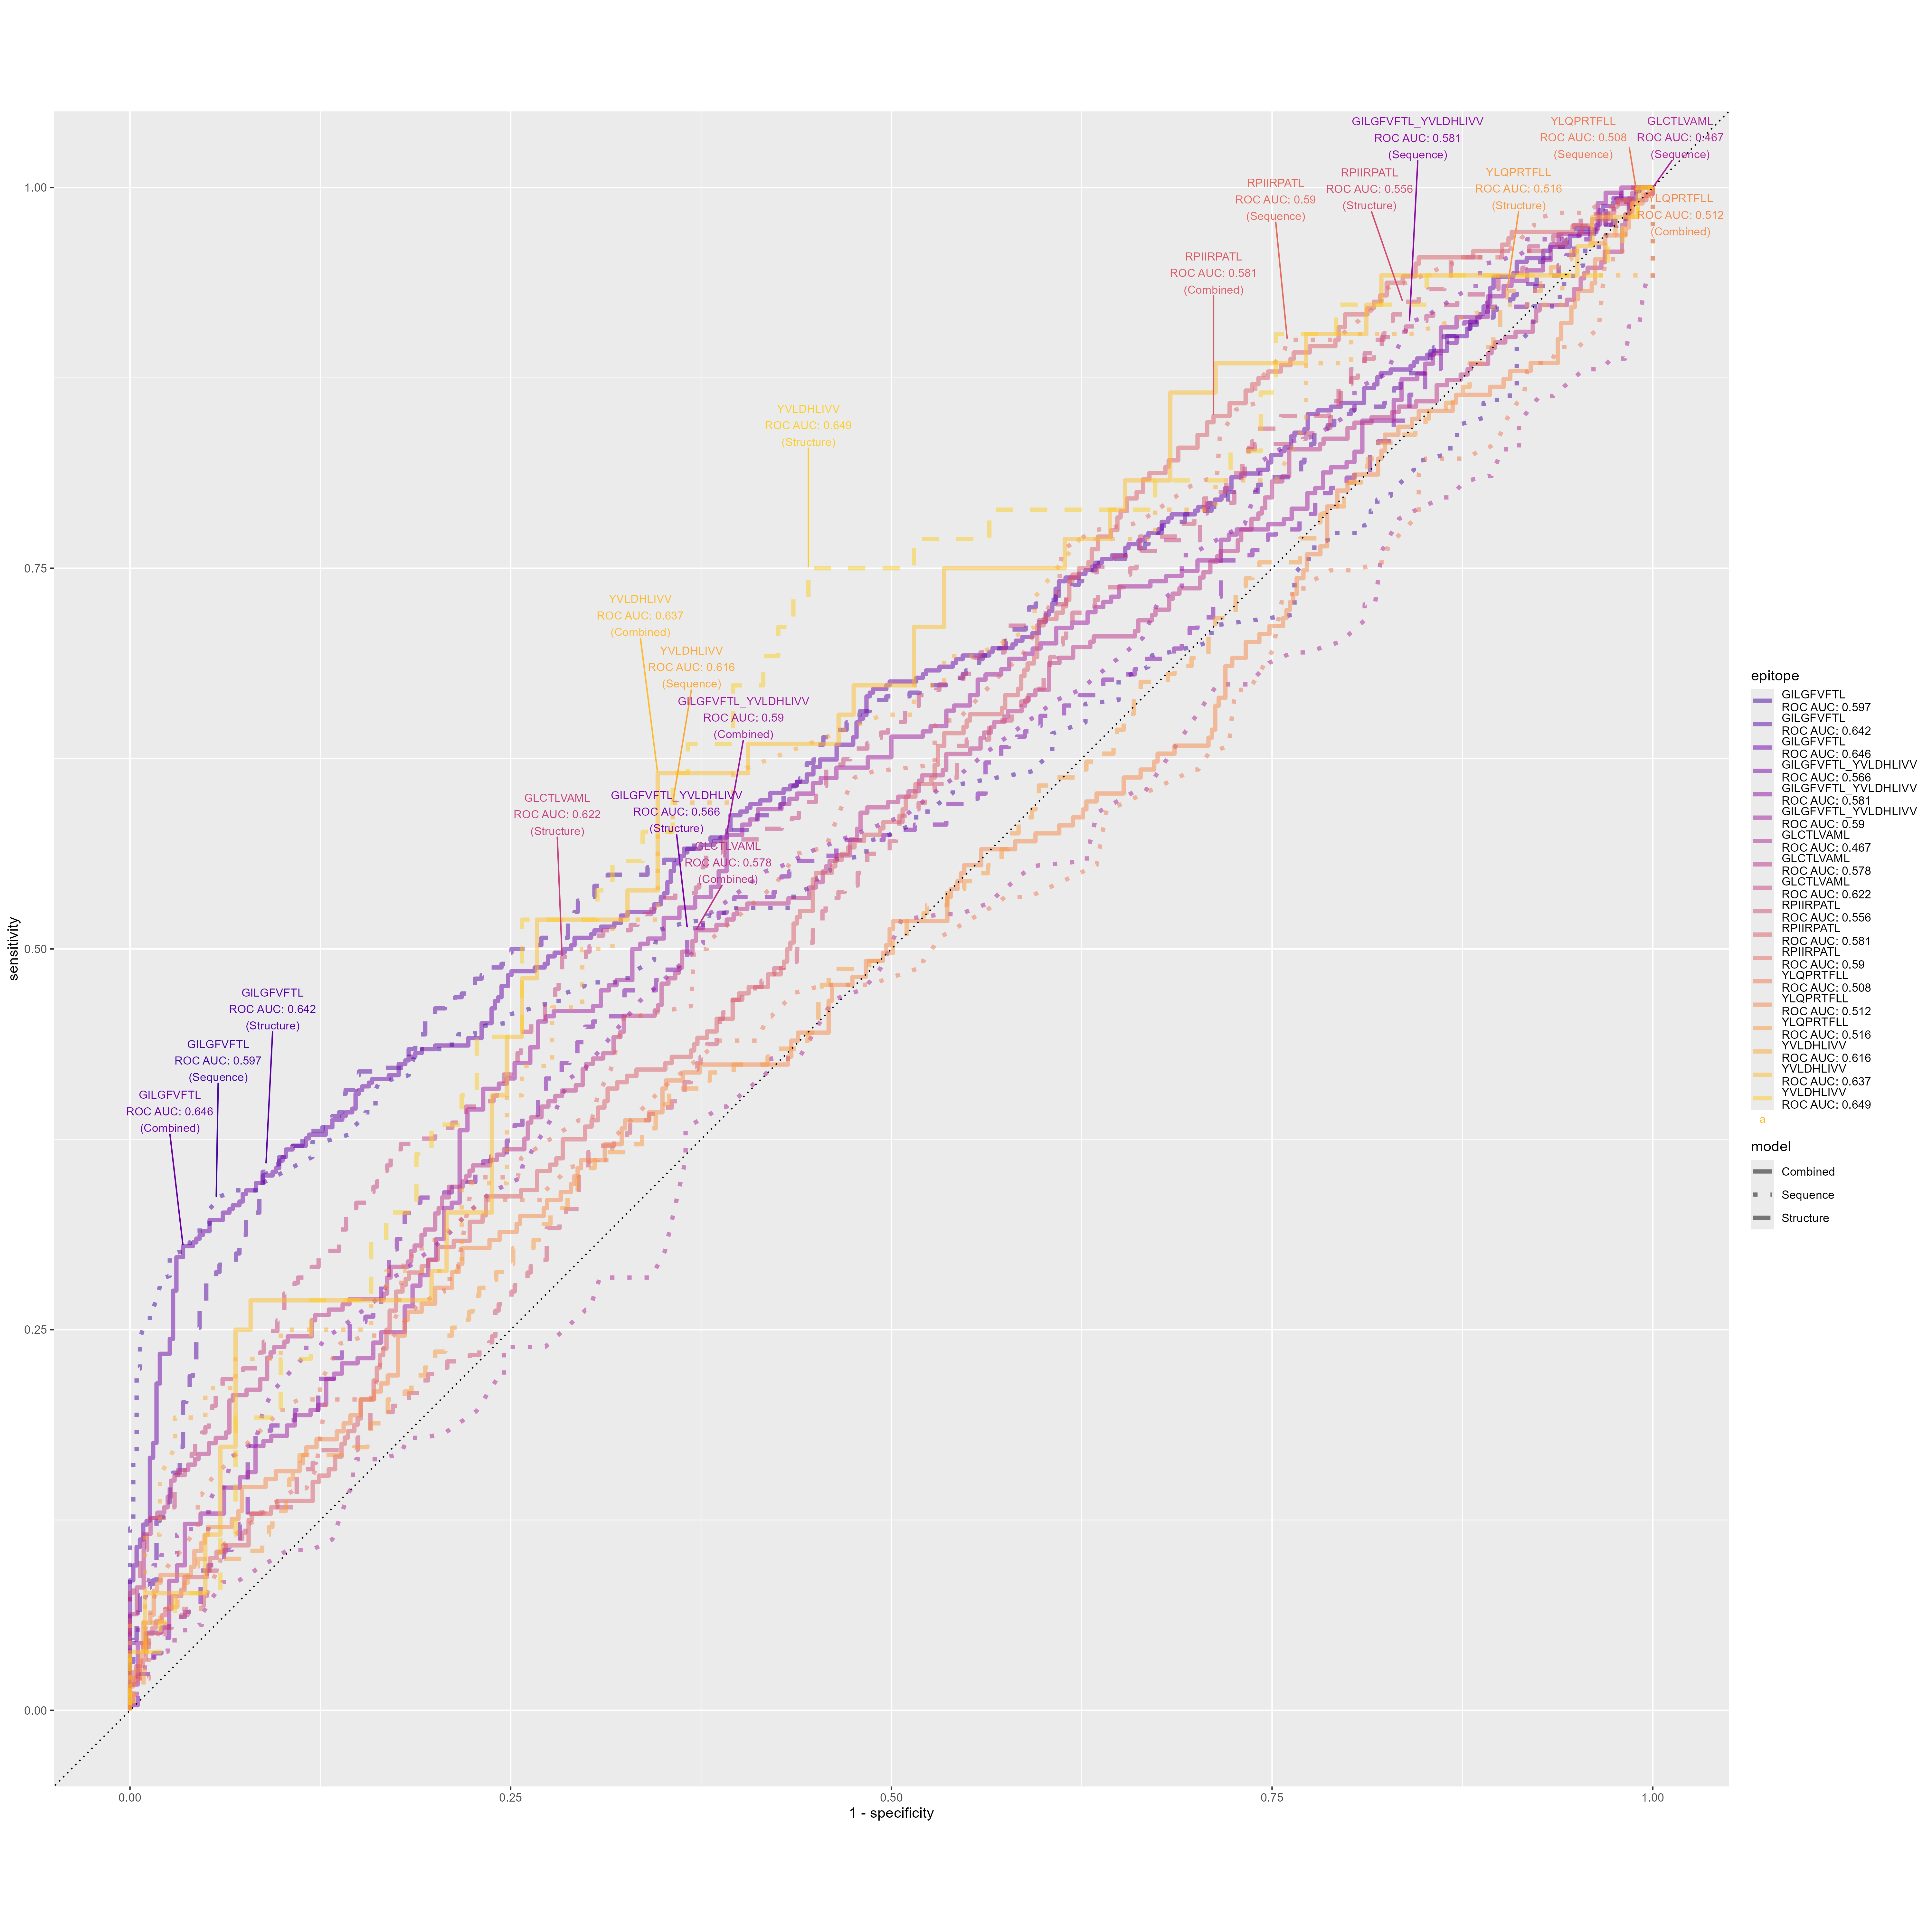 GILGFVFTL_YVLDHLIVV
ROC AUC: 0.581
(Sequence)
YLQPRTFLL
ROC AUC: 0.508
(Sequence)
GLCTLVAML
ROC AUC: 0.467
(Sequence)
RPIIRPATL
ROC AUC: 0.556
(Structure)
YLQPRTFLL
ROC AUC: 0.516
(Structure)
RPIIRPATL
ROC AUC: 0.59
(Sequence)
YLQPRTFLL
ROC AUC: 0.512
(Combined)
RPIIRPATL
ROC AUC: 0.581
(Combined)
YVLDHLIVV
ROC AUC: 0.649
(Structure)
YVLDHLIVV
ROC AUC: 0.637
(Combined)
YVLDHLIVV
ROC AUC: 0.616
(Sequence)
GILGFVFTL_YVLDHLIVV
ROC AUC: 0.59
(Combined)
GLCTLVAML
ROC AUC: 0.622
(Structure)
GILGFVFTL_YVLDHLIVV
ROC AUC: 0.566
(Structure)
GLCTLVAML
ROC AUC: 0.578
(Combined)
GILGFVFTL
ROC AUC: 0.642
(Structure)
GILGFVFTL
ROC AUC: 0.597
(Sequence)
GILGFVFTL
ROC AUC: 0.646
(Combined)
1.00
0.75
0.50
0.25
0.00
sensitivity
0.00
0.25
0.50
0.75
1.00
1 - specificity
epitope
GILGFVFTL
ROC AUC: 0.597
GILGFVFTL
ROC AUC: 0.642
GILGFVFTL
ROC AUC: 0.646
GILGFVFTL_YVLDHLIVV
ROC AUC: 0.566
GILGFVFTL_YVLDHLIVV
ROC AUC: 0.581
GILGFVFTL_YVLDHLIVV
ROC AUC: 0.59
GLCTLVAML
ROC AUC: 0.467
GLCTLVAML
ROC AUC: 0.578
GLCTLVAML
ROC AUC: 0.622
RPIIRPATL
ROC AUC: 0.556
RPIIRPATL
ROC AUC: 0.581
RPIIRPATL
ROC AUC: 0.59
YLQPRTFLL
ROC AUC: 0.508
YLQPRTFLL
ROC AUC: 0.512
YLQPRTFLL
ROC AUC: 0.516
YVLDHLIVV
ROC AUC: 0.616
YVLDHLIVV
ROC AUC: 0.637
YVLDHLIVV
ROC AUC: 0.649
a
model
Combined
Sequence
Structure